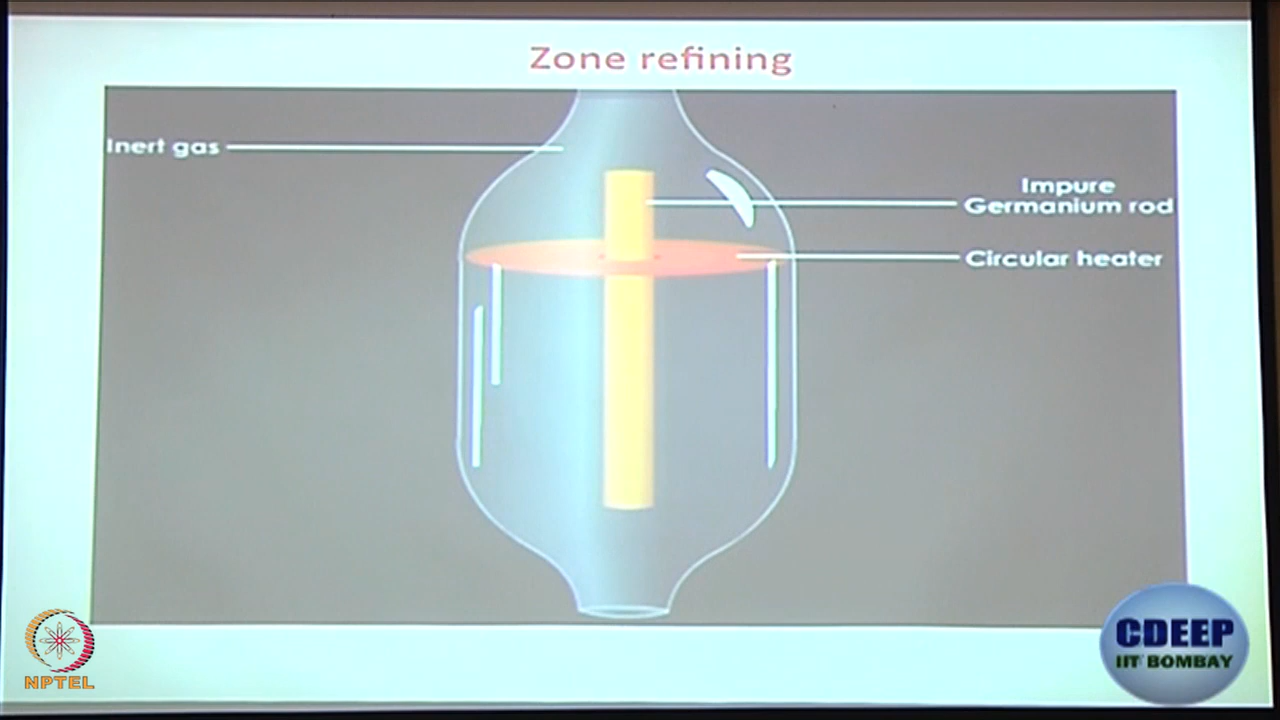 Zone refining
Inert gas
Impure
Germanium rod
Circular heater
NPTEL
CDEEP
IIT BOMBAY